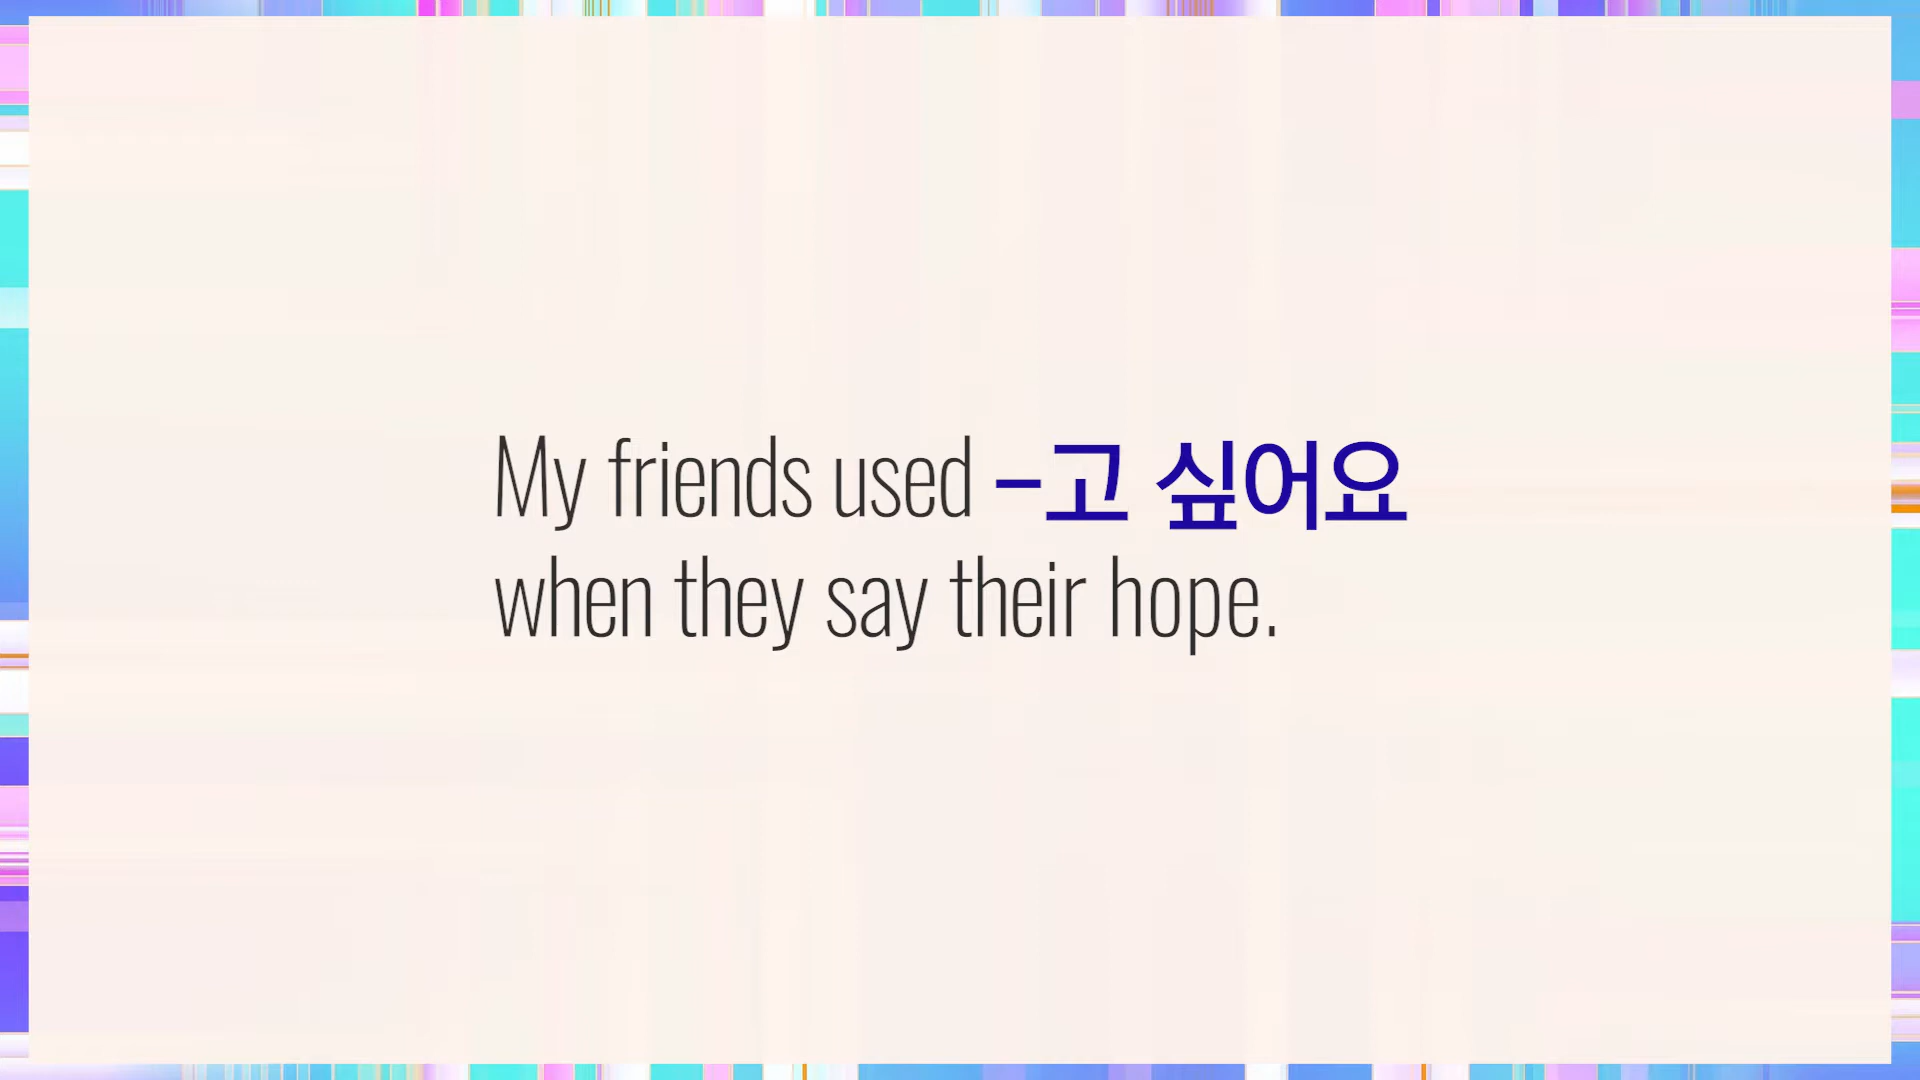 My friends used –고 싶어요
when they say their hope.